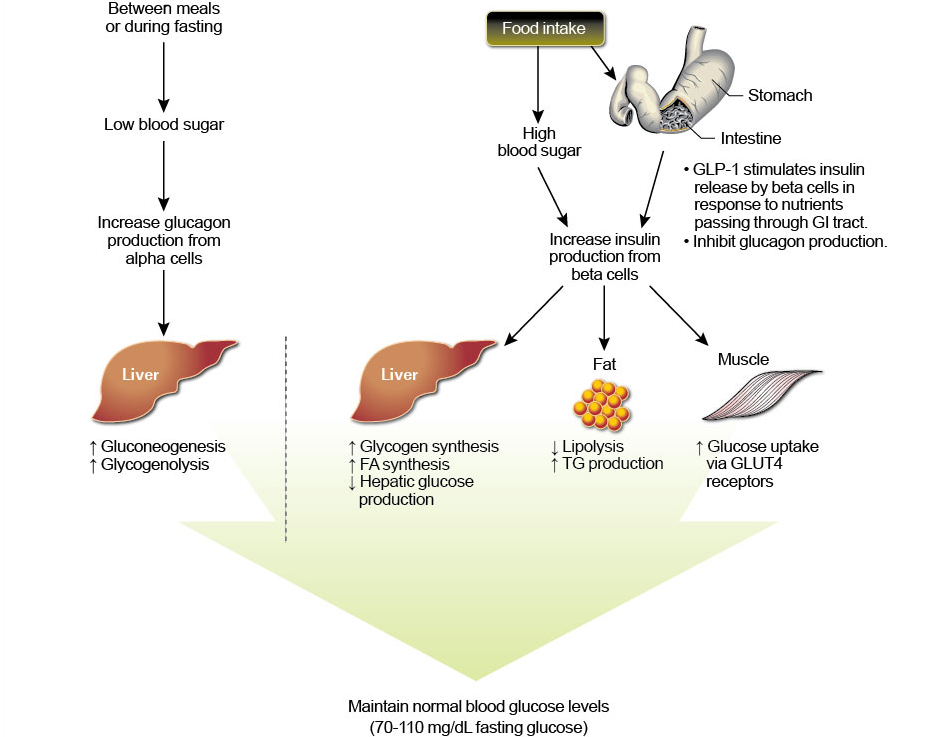 Between meals
or during fasting
Low blood sugar
Increase glucagon
production from
alpha cells
Liver
↑ Gluconeogenesis
↑ Glycogenolysis
Food intake
High
blood sugar
Stomach
Intestine
• GLP-1 stimulates insulin
release by beta cells in
response to nutrients
passing through GI tract.
• Inhibit glucagon production.
Increase insulin
production from
beta cells
Liver
↑ Glycogen synthesis
↑ FA synthesis
↓ Hepatic glucose
production
Fat
↓ Lipolysis
↑ TG production
Muscle
↑ Glucose uptake
via GLUT4
receptors
Maintain normal blood glucose levels
(70-110 mg/dL fasting glucose)